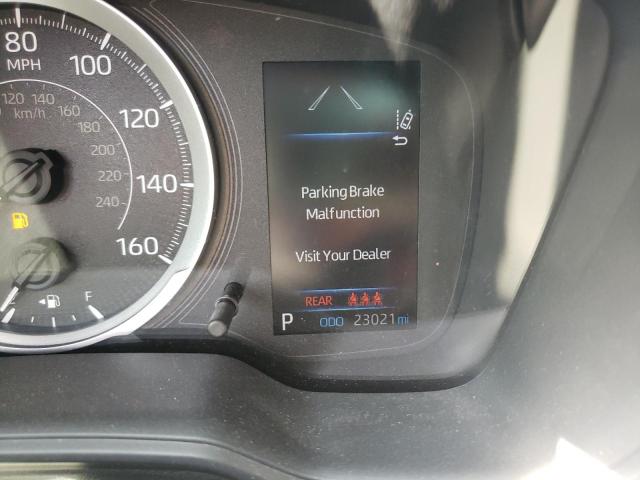 80
MPH
100
120
140
160
120 140
160
km/h
180
200
220
240
F
Parking Brake
Malfunction
Visit Your Dealer
REAR
P ODO 23021 mi